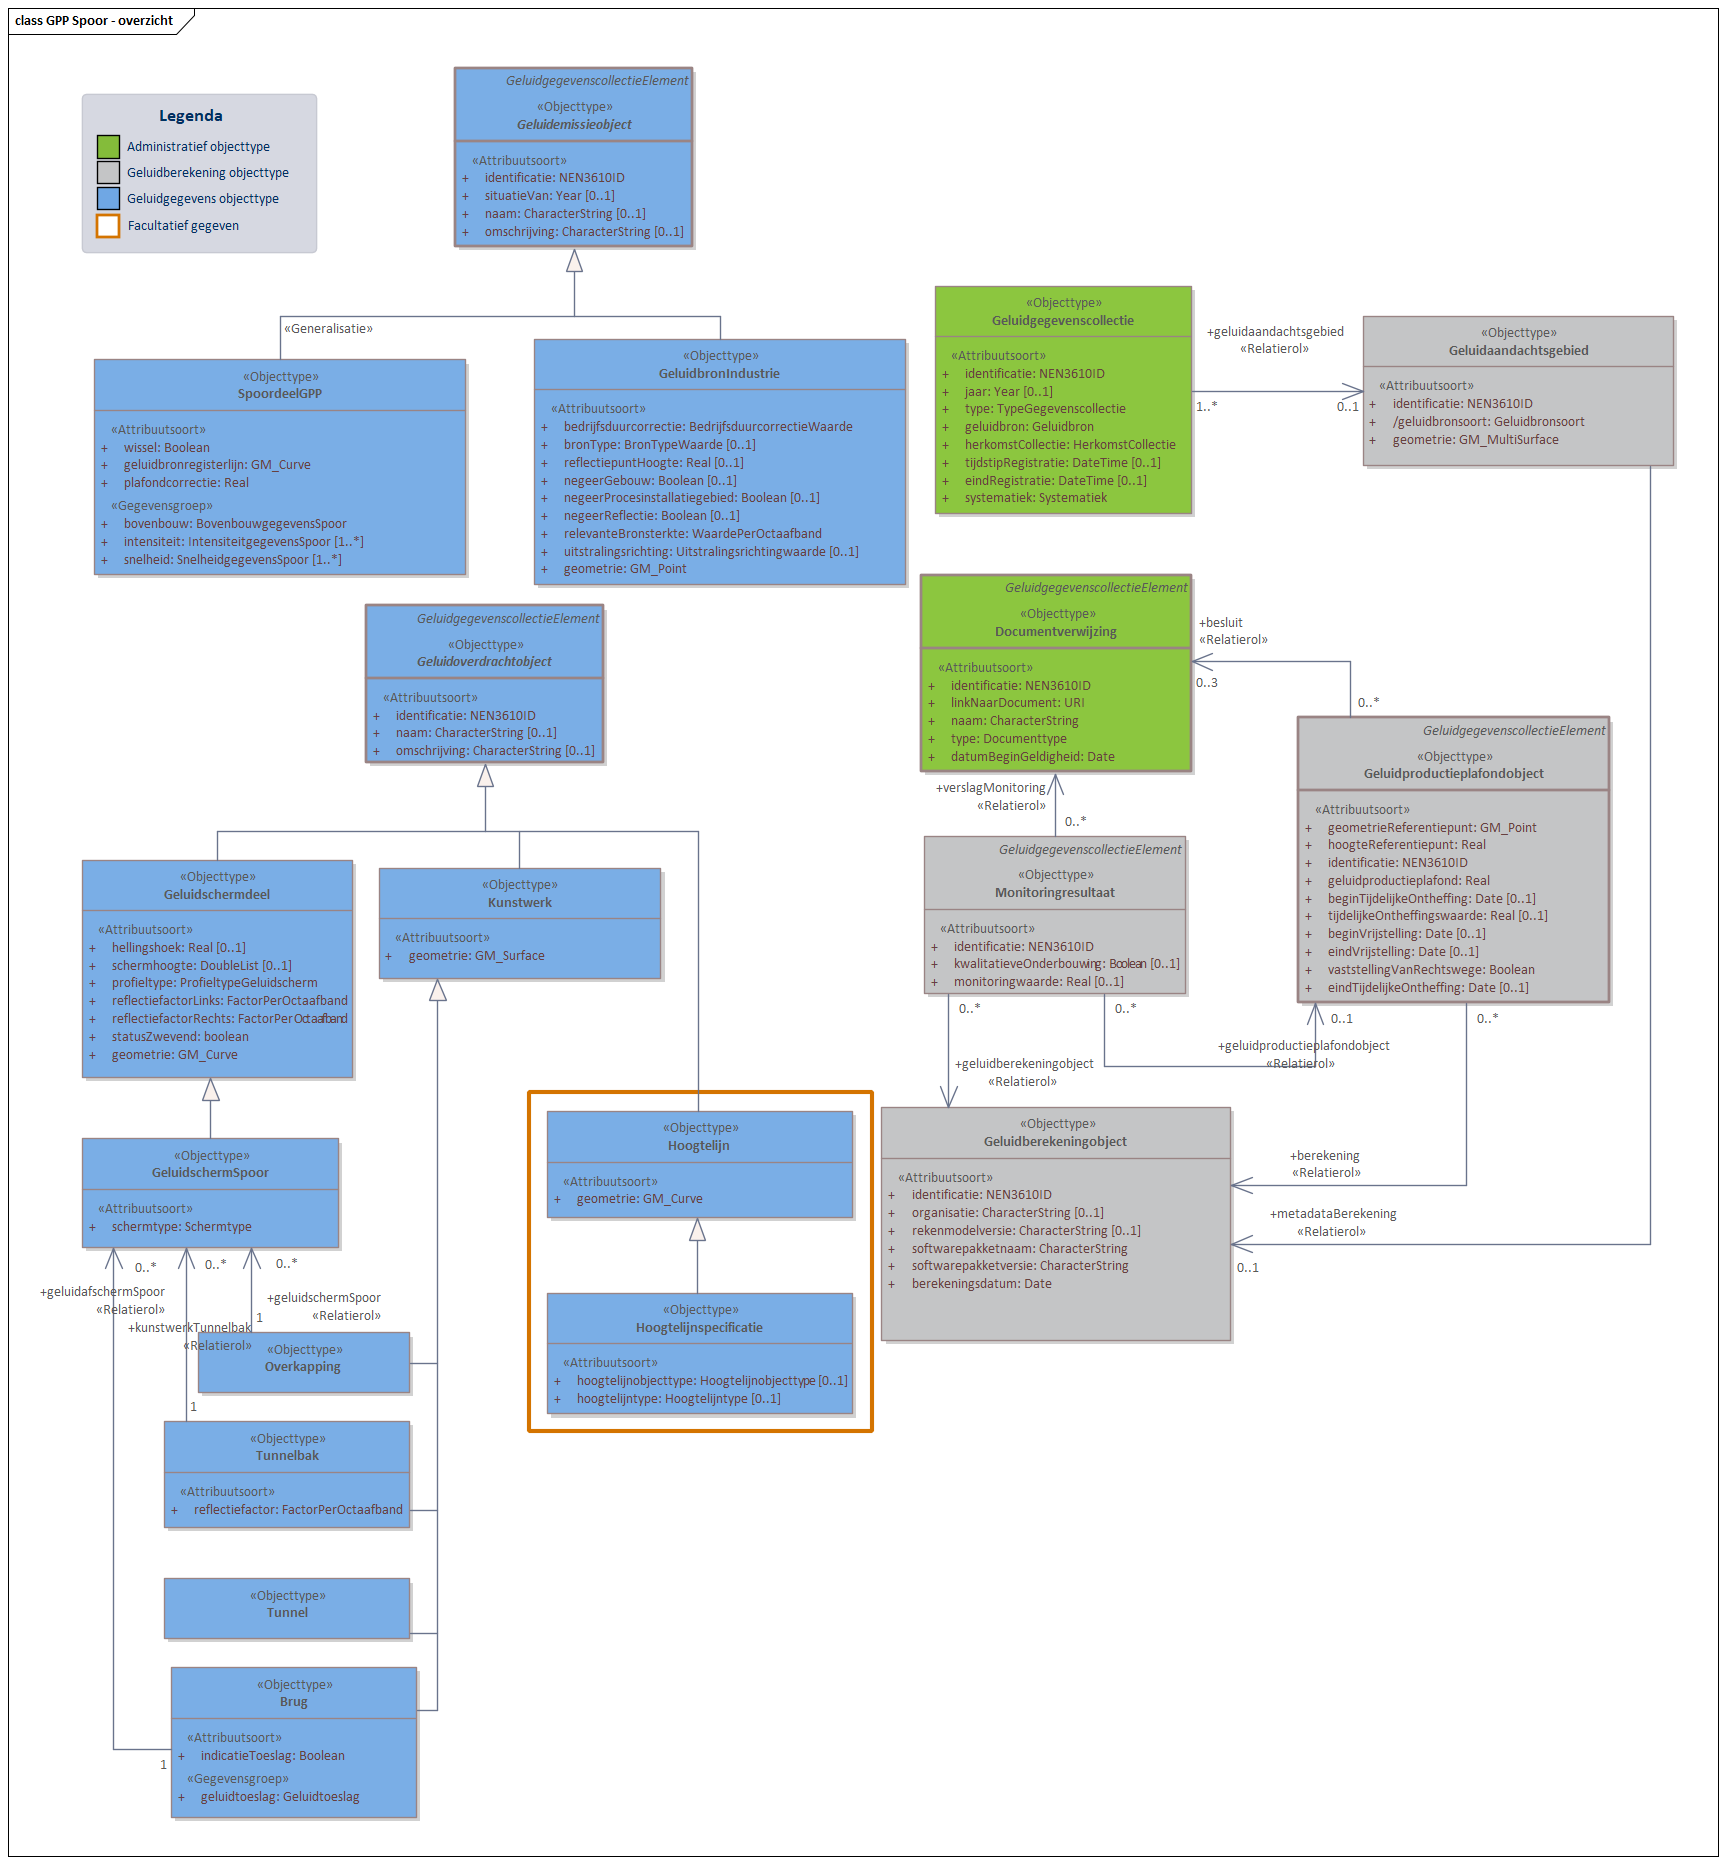 class GPP Spoor - overzicht
Legenda
Administratief objecttype
Geluidberekening objecttype
Geluidgegevens objecttype
Facultatief gegeven
GeluidgegevenscollectieElement
«Objecttype»
Geluidemissieobject
«Attribuutsoort»
+ identificatie: NEN3610ID
+ situatieVan: Year [0..1]
+ naam: CharacterString [0..1]
+ omschrijving: CharacterString [0..1]
«Generalisatie»
«Objecttype»
SpoordeelGPP
«Attribuutsoort»
+ wissel: Boolean
+ geluidbronregisterlijn: GM_Curve
+ plafondcorrectie: Real
«Gegevensgroep»
+ bovenbouw: BovenbouwgegevensSpoor
+ intensiteit: IntensiteitgegevensSpoor [1..*]
+ snelheid: SnelheidgegevensSpoor [1..*]
«Objecttype»
GeluidbronIndustrie
«Attribuutsoort»
+ bedrijfsduurcorrectie: BedrijfsduurcorrectieWaarde
+ bronType: BronTypeWaarde [0..1]
+ reflectiepuntHoogte: Real [0..1]
+ negeerGebouw: Boolean [0..1]
+ negeerProcesinstallatiegebied: Boolean [0..1]
+ negeerReflectie: Boolean [0..1]
+ relevanteBronsterkte: WaardePerOctaafband
+ uitstralingsrichting: Uitstralingsrichtingwaarde [0..1]
+ geometrie: GM_Point
«Objecttype»
Geluidgegevenscollectie
«Attribuutsoort»
+ identificatie: NEN3610ID
+ jaar: Year [0..1]
+ type: TypeGegevenscollectie
+ geluidbron: Geluidbron
+ herkomstCollectie: HerkomstCollectie
+ tijdstipRegistratie: DateTime [0..1]
+ eindRegistratie: DateTime [0..1]
+ systematiek: Systematiek
+geluidaandachtsgebied
«Relatierol»
1..*
0..1
«Objecttype»
Geluidaandachtsgebied
«Attribuutsoort»
+ identificatie: NEN3610ID
+ /geluidbronsoort: Geluidbronsoort
+ geometrie: GM_MultiSurface
GeluidgegevenscollectieElement
«Objecttype»
Geluidoverdrachtobject
«Attribuutsoort»
+ identificatie: NEN3610ID
+ naam: CharacterString [0..1]
+ omschrijving: CharacterString [0..1]
GeluidgegevenscollectieElement
«Objecttype»
Documentverwijzing
«Attribuutsoort»
+ identificatie: NEN3610ID
+ linkNaarDocument: URI
+ naam: CharacterString
+ type: Documenttype
+ datumBeginGeldigheid: Date
+besluit
«Relatierol»
0..3
0..*
GeluidgegevenscollectieElement
«Objecttype»
Geluidproductieplafondobject
«Attribuutsoort»
+ geometrieReferentiepunt: GM_Point
+ hoogteReferentiepunt: Real
+ identificatie: NEN3610ID
+ geluidproductieplafond: Real
+ beginTijdelijkeOntheffing: Date [0..1]
+ tijdelijkeOntheffingswaarde: Real [0..1]
+ beginVrijstelling: Date [0..1]
+ eindVrijstelling: Date [0..1]
+ vaststellingVanRechtswege: Boolean
+ eindTijdelijkeOntheffing: Date [0..1]
+verslagMonitoring
«Relatierol»
0..*
GeluidgegevenscollectieElement
«Objecttype»
Monitoringresultaat
«Attribuutsoort»
+ identificatie: NEN3610ID
+ kwalitatieveOnderbouwing: Boolean [0..1]
+ monitoringwaarde: Real [0..1]
0..*
0..*
0..1
0..*
+geluidproductieplafondobject
«Relatierol»
+geluidberekeningobject
«Relatierol»
«Objecttype»
Geluidschermdeel
«Attribuutsoort»
+ hellingshoek: Real [0..1]
+ schermhoogte: DoubleList [0..1]
+ profieltype: ProfieltypeGeluidscherm
+ reflectiefactorLinks: FactorPerOctaafband
+ reflectiefactorRechts: FactorPerOctaafband
+ statusZwevend: boolean
+ geometrie: GM_Curve
«Objecttype»
Kunstwerk
«Attribuutsoort»
+ geometrie: GM_Surface
«Objecttype»
Hoogtelijn
«Attribuutsoort»
+ geometrie: GM_Curve
«Objecttype»
Hoogtelijnspecificatie
«Attribuutsoort»
+ hoogtelijnobjecttype: Hoogtelijnobjecttype [0..1]
+ hoogtelijntype: Hoogtelijntype [0..1]
«Objecttype»
Geluidberekeningobject
«Attribuutsoort»
+ identificatie: NEN3610ID
+ organisatie: CharacterString [0..1]
+ rekenmodelversie: CharacterString [0..1]
+ softwarepakketnaam: CharacterString
+ softwarepakketversie: CharacterString
+ berekeningsdatum: Date
+berekening
«Relatierol»
+metadataBerekening
«Relatierol»
0..1
«Objecttype»
GeluidschermSpoor
«Attribuutsoort»
+ schermtype: Schermtype
0..*
0..*
0..*
+geluidafschermSpoor
«Relatierol»
+geluidschermSpoor
«Relatierol»
1
+kunstwerkTunnelbak
«Relatierol»
«Objecttype»
Overkapping
1
«Objecttype»
Tunnelbak
«Attribuutsoort»
+ reflectiefactor: FactorPerOctaafband
«Objecttype»
Tunnel
«Objecttype»
Brug
«Attribuutsoort»
+ indicatieToeslag: Boolean
«Gegevensgroep»
+ geluidtoeslag: Geluidtoeslag
1